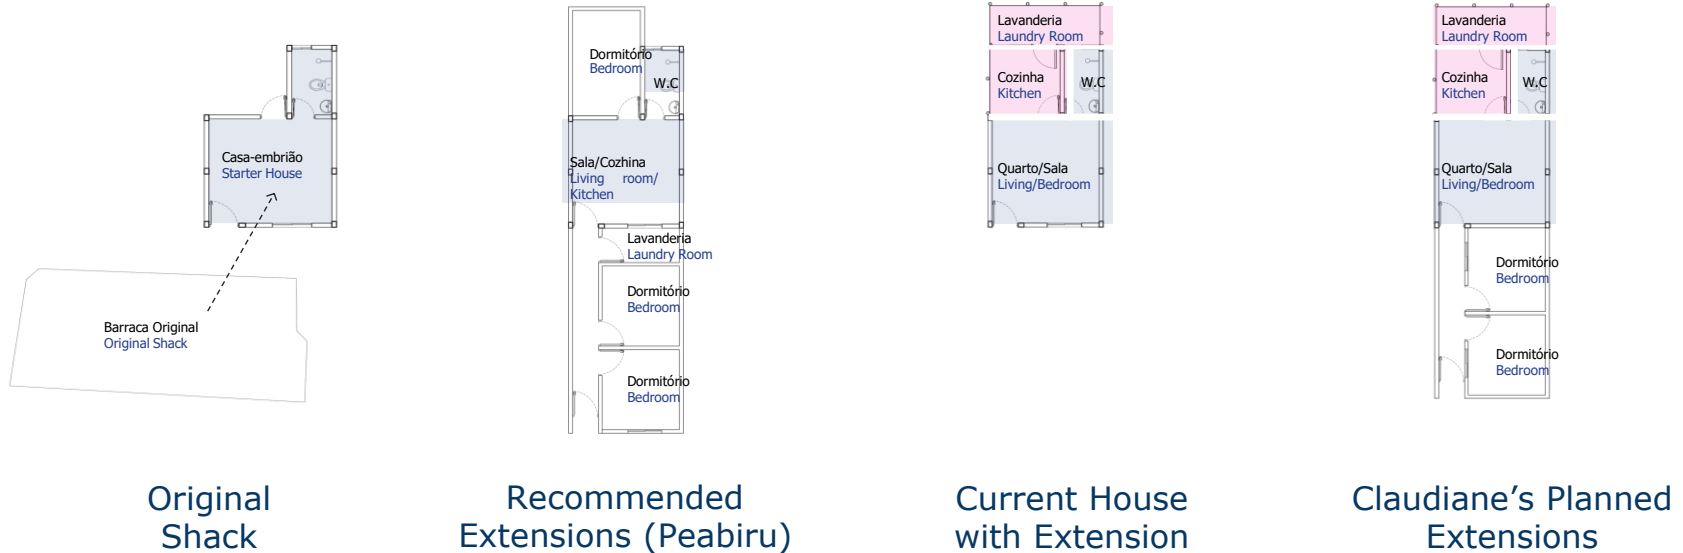 Casa-embrião
Starter House
Barraca Original
Original Shack
Original
Shack
Dormitório
Bedroom
W.C
Sala/Cozhina
Living room/
Kitchen
Lavanderia
Laundry Room
Dormitório
Bedroom
Dormitório
Bedroom
Recommended
Extensions (Peabiru)
Lavanderia
Laundry Room
Cozinha
Kitchen
W.C
Quarto/Sala
Living/Bedroom
Current House
with Extension
Lavanderia
Laundry Room
Cozinha
Kitchen
W.C
Quarto/Sala
Living/Bedroom
Dormitório
Bedroom
Dormitório
Bedroom
Claudiane’s Planned
Extensions